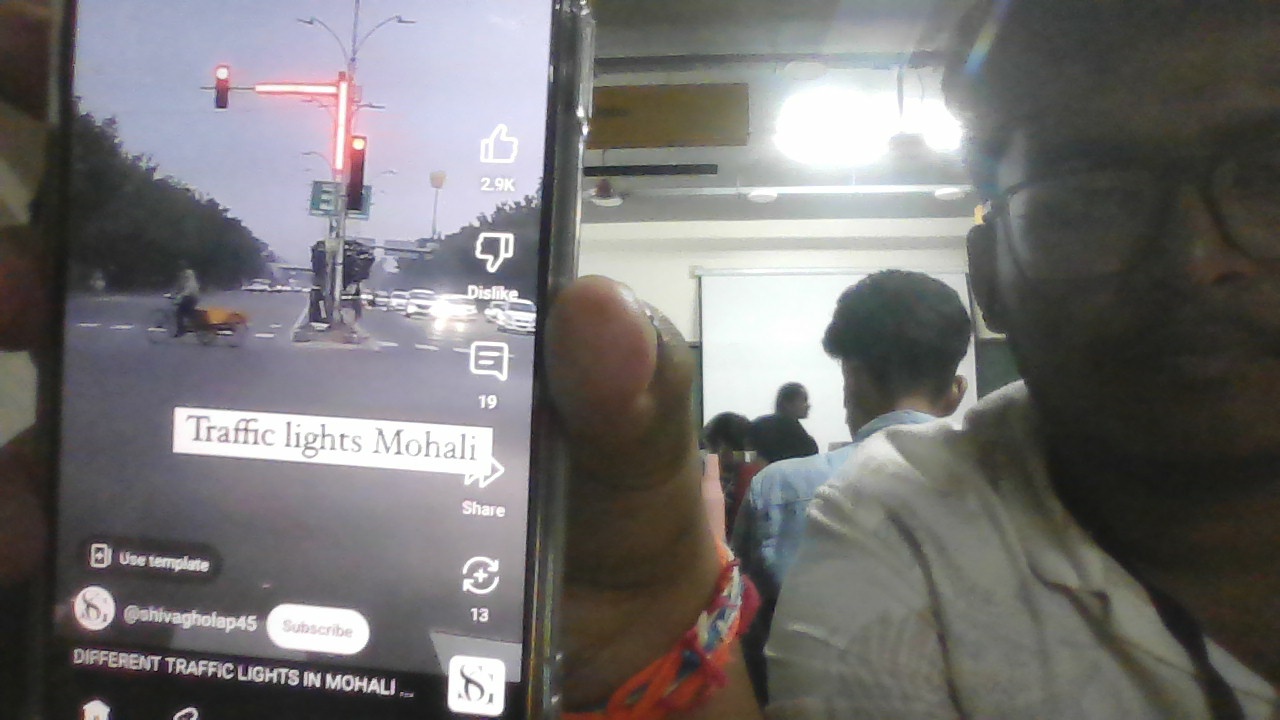 2.9K
Dislike
19
Traffic lights Mohali
Share
Use template
13
@shivagholap45
Subscribe
DIFFERENT TRAFFIC LIGHTS IN MOHALI